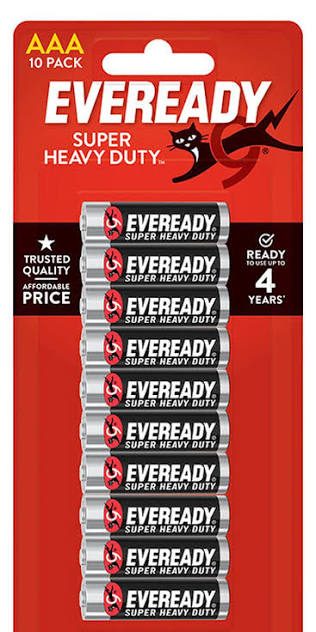 AAA
10 PACK
EVEREADY
SUPER
HEAVY DUTY™
9®
★
TRUSTED
QUALITY
AFFORDABLE
PRICE
READY
TO USE UP TO
4
YEARS*
EVEREADY®
SUPER HEAVY DUTY
EVEREADY®
SUPER HEAVY DUTY
EVEREADY®
SUPER HEAVY DUTY
EVEREADY®
SUPER HEAVY DUTY
EVEREADY®
SUPER HEAVY DUTY
EVEREADY®
SUPER HEAVY DUTY
EVEREADY®
SUPER HEAVY DUTY
EVEREADY®
SUPER HEAVY DUTY
EVEREADY®
SUPER HEAVY DUTY
EVEREADY®
SUPER HEAVY DUTY